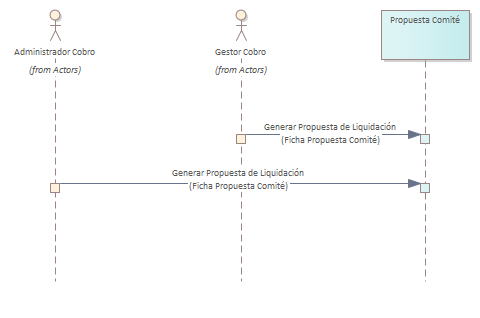 Propuesta Comité
Administrador Cobro
(from Actors)
Gestor Cobro
(from Actors)
Generar Propuesta de Liquidación
(Ficha Propuesta Comité)
Generar Propuesta de Liquidación
(Ficha Propuesta Comité)